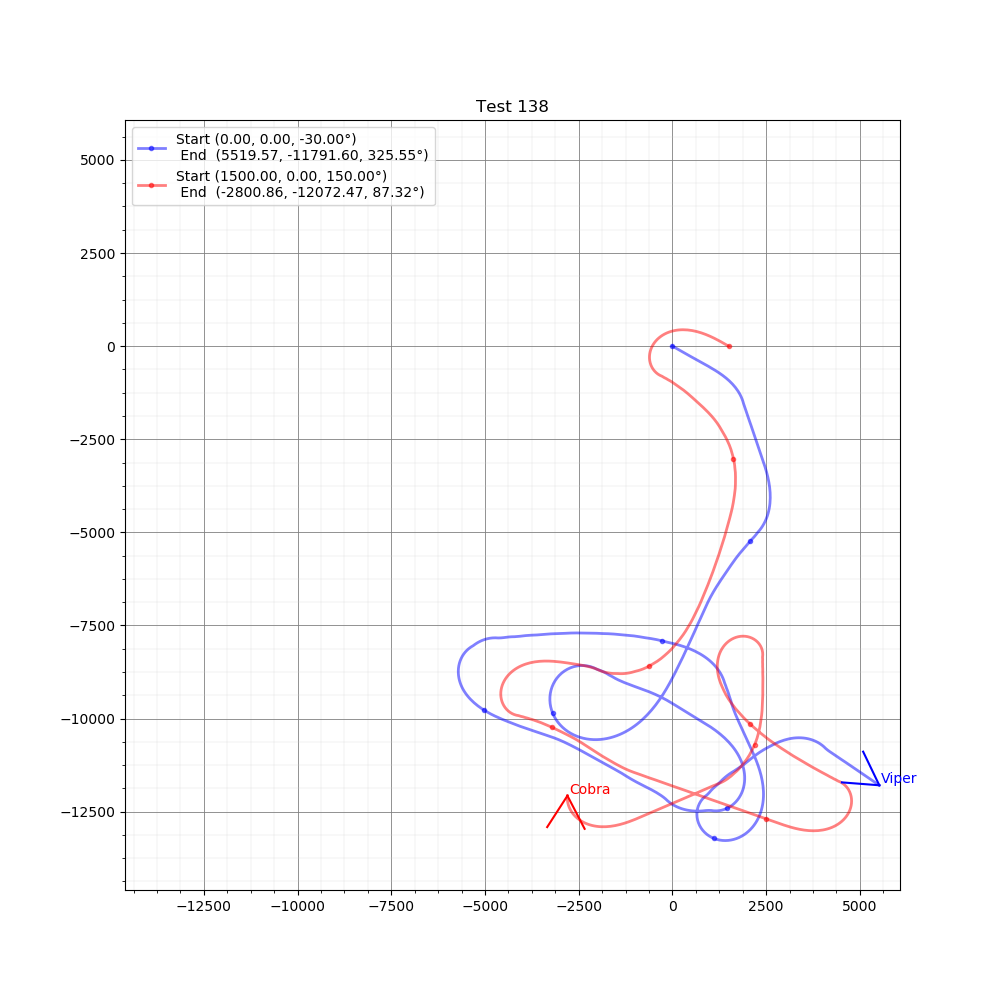 Test 138
Start (0.00, 0.00, -30.00°)
End (5519.57, -11791.60, 325.55°)
Start (1500.00, 0.00, 150.00°)
End (-2800.86, -12072.47, 87.32°)
5000
2500
0
−2500
−5000
−7500
−10000
−12500
Viper
Cobra
−12500 −10000 −7500 −5000 −2500 0 2500 5000